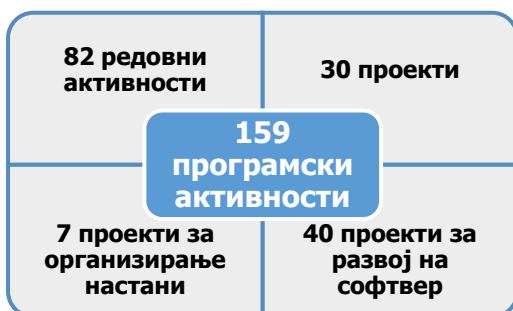 82 редовни
активности
30 проекти
159
програмски
активности
7 проекти за
организирање
настани
40 проекти за
развој на
софтвер